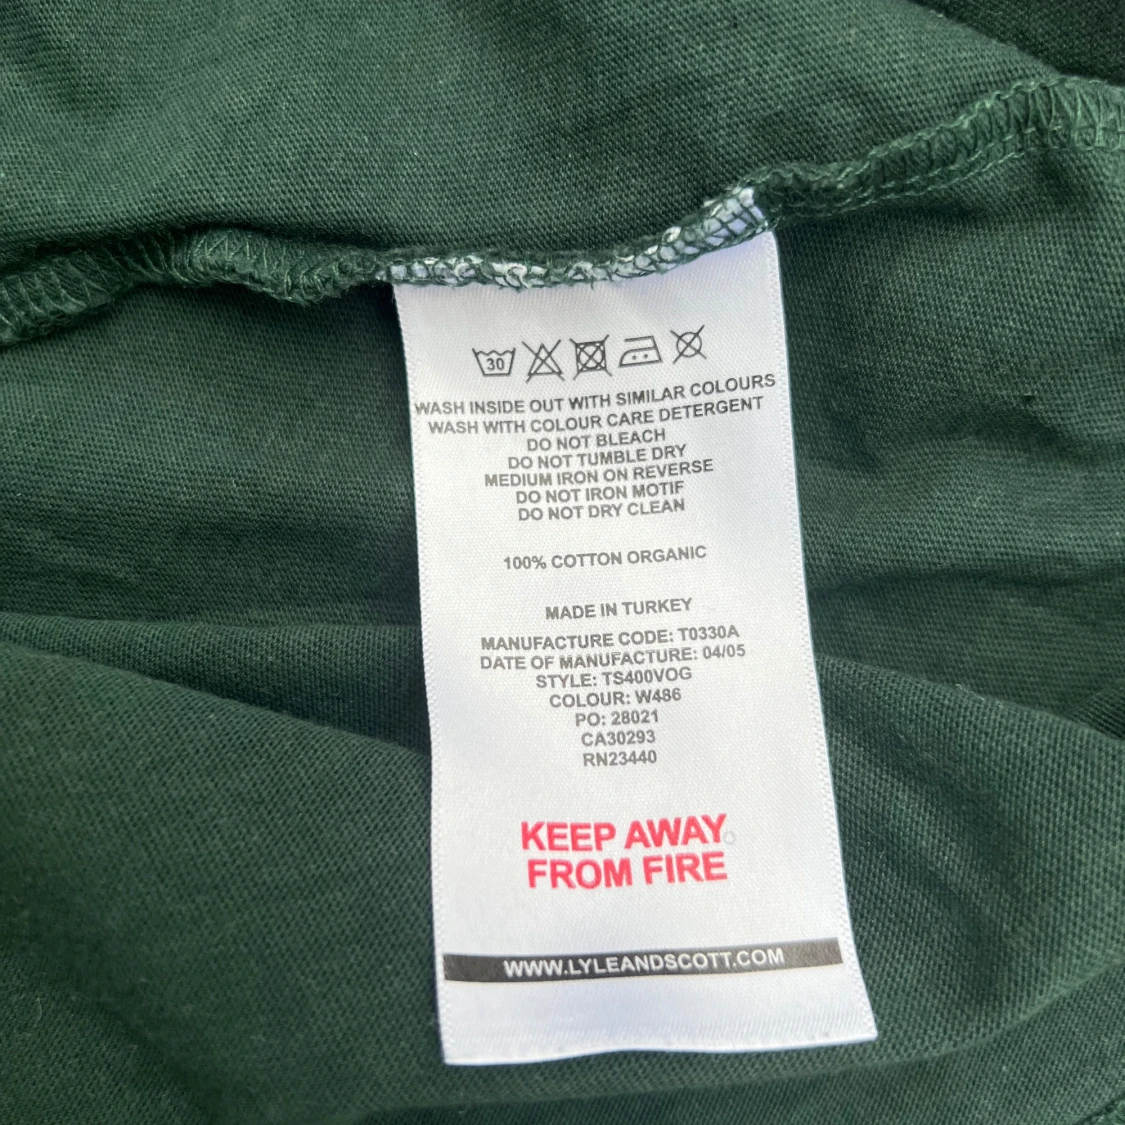 30
WASH INSIDE OUT WITH SIMILAR COLOURS
WASH WITH COLOUR CARE DETERGENT
DO NOT BLEACH
DO NOT TUMBLE DRY
MEDIUM IRON ON REVERSE
DO NOT IRON MOTIF
DO NOT DRY CLEAN
100% COTTON ORGANIC
MADE IN TURKEY
MANUFACTURE CODE: T0330A
DATE OF MANUFACTURE: 04/05
STYLE: TS400VOG
COLOUR: W486
PO: 28021
CA30293
RN23440
KEEP AWAY
FROM FIRE
WWW.LYLEANDSCOTT.COM